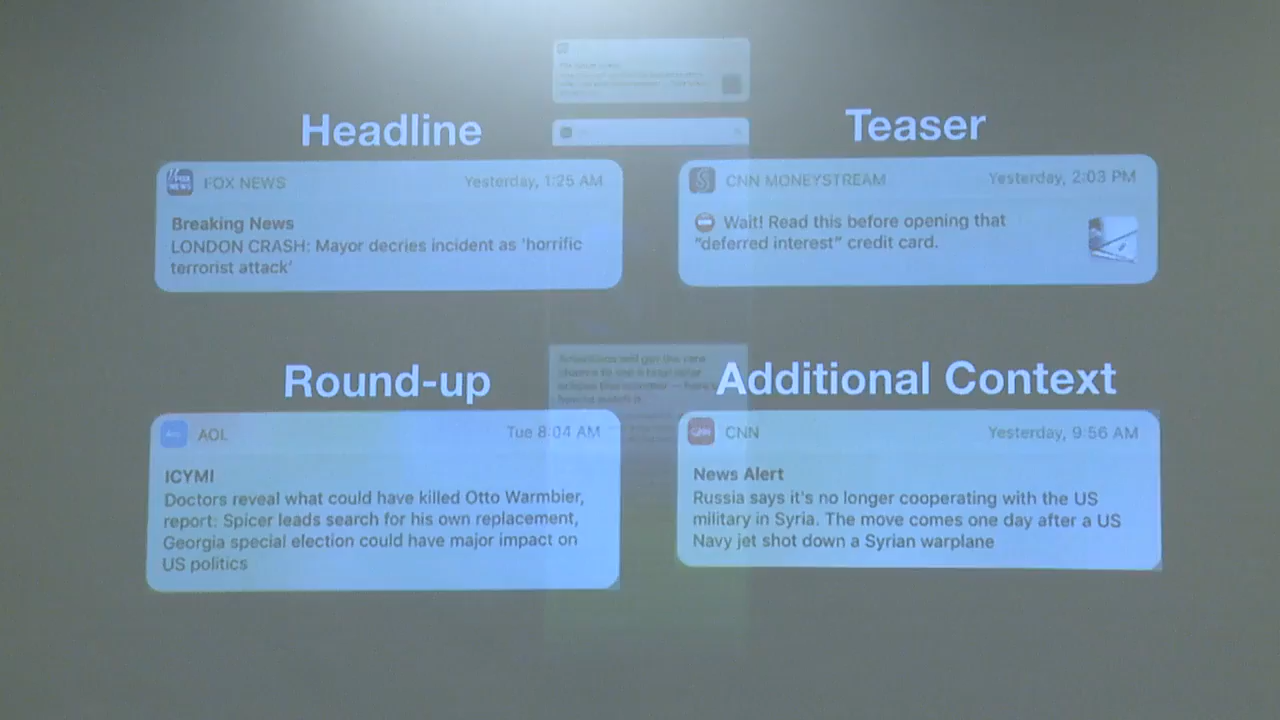 Headline
FOX NEWS
Yesterday, 1:25 AM
Breaking News
LONDON CRASH: Mayor decries incident as 'horrific
terrorist attack'
Teaser
CNN MONEYSTREAM
Yesterday, 2:03 PM
Wait! Read this before opening that
"deferred interest" credit card.
Round-up
AOL
Tue 8:04 AM
ICYMI
Doctors reveal what could have killed Otto Warmbier,
report: Spicer leads search for his own replacement,
Georgia special election could have major impact on
US politics
Additional Context
CNN
Yesterday, 9:56 AM
News Alert
Russia says it's no longer cooperating with the US
military in Syria. The move comes one day after a US
Navy jet shot down a Syrian warplane